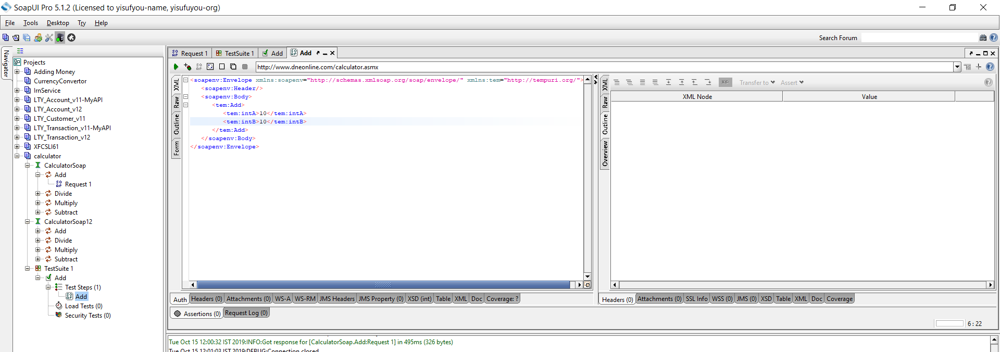 SoapUI Pro 5.1.2 (Licensed to yisufyou-name, yisufuyou-org)
File Tools Desktop Try Help
Search Forum
Navigator
Projects
Adding Money
CurrencyConvertor
IrnService
LTY_Account_v11-MyAPI
LTY_Account_v12
LTY_Customer_v11
LTY_Transaction_v11-MyAPI
LTY_Transaction_v12
XFCSLI61
calculator
CalculatorSoap
Add
Request 1
Divide
Multiply
Subtract
CalculatorSoap12
Add
Divide
Multiply
Subtract
TestSuite 1
Add
Test Steps (1)
Add
Load Tests (0)
Security Tests (0)
Request 1 TestSuite 1 Add Add
http://www.dneonline.com/calculator.asmx
XML
Raw
Outline
Form
<soapenv:Envelope xmlns:soapenv="http://schemas.xmlsoap.org/soap/envelope/" xmlns:tem="http://tempuri.org/">
<soapenv:Header/>
<soapenv:Body>
<tem:Add>
<tem:intA>10</tem:intA>
<tem:intB>10</tem:intB>
</tem:Add>
</soapenv:Body>
</soapenv:Envelope>
Auth Headers (0) Attachments (0) WS-A WS-RM JMS Headers JMS Property (0) XSD (int) Table XML Doc Coverage: ?
XML
Raw
Outline
Overview
Transfer to Assert
XML Node Value
Headers (0) Attachments (0) SSL Info WSS (0) JMS (0) XSD Table XML Doc Coverage
Assertions (0) Request Log (0)
6 : 22
Tue Oct 15 12:00:32 IST 2019:INFO:Got response for [CalculatorSoap.Add:Request 1] in 495ms (326 bytes)
Tue Oct 15 12:01:03 IST 2019:DEBUG:Connection closed